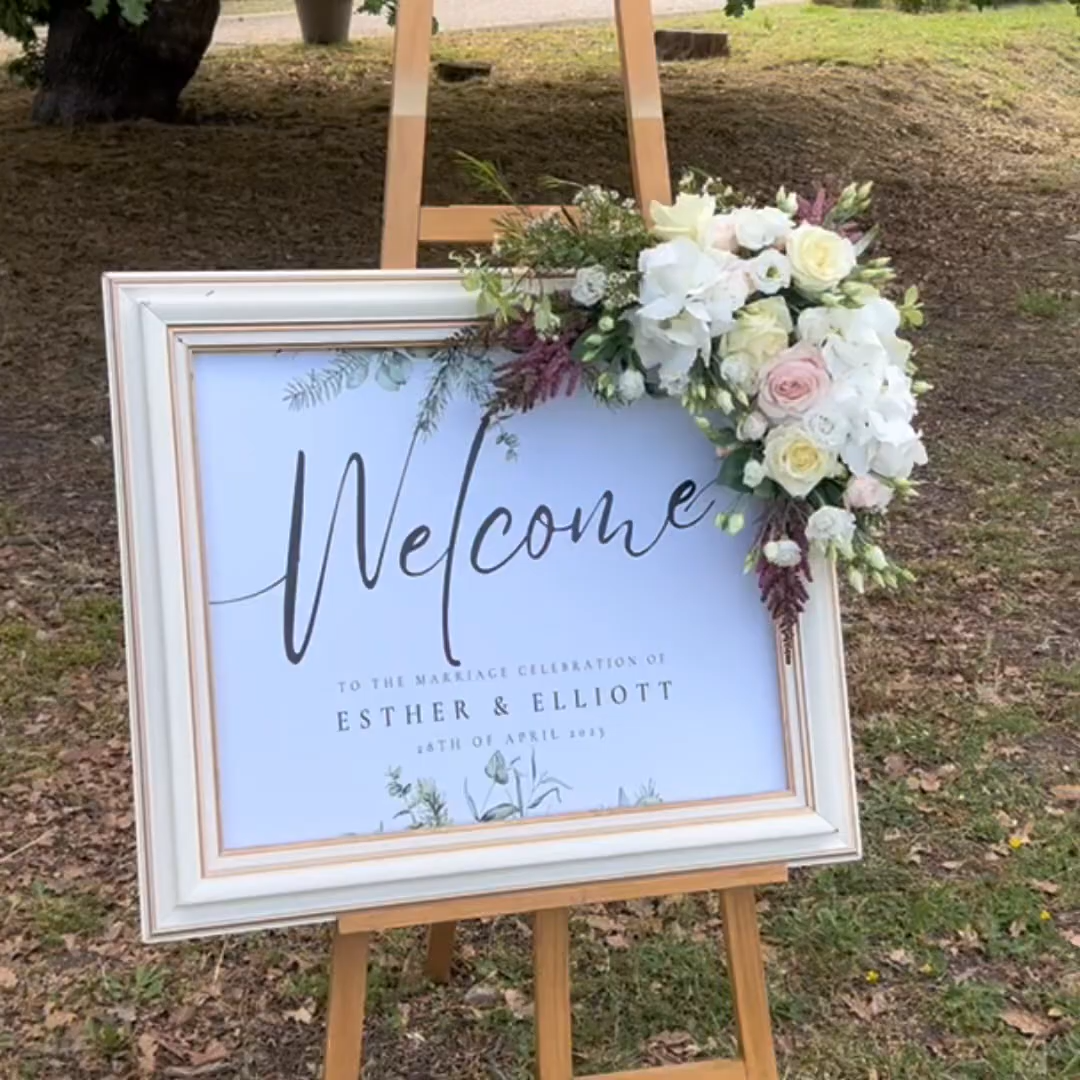 Welcome
TO THE MARRIAGE CELEBRATION OF
ESTHER & ELLIOTT
28TH OF APRIL 2023